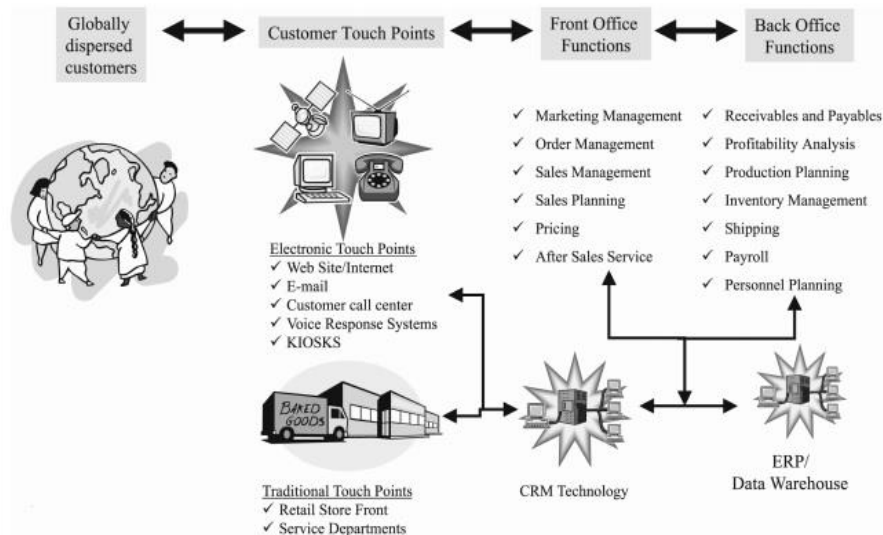 Globally
dispersed
customers
Customer Touch Points
Front Office
Functions
Back Office
Functions
Electronic Touch Points
✓ Web Site/Internet
✓ E-mail
✓ Customer call center
✓ Voice Response Systems
✓ KIOSKS
BAKED
GOODS
Traditional Touch Points
✓ Retail Store Front
✓ Service Departments
✓ Marketing Management
✓ Order Management
✓ Sales Management
✓ Sales Planning
✓ Pricing
✓ After Sales Service
CRM Technology
✓ Receivables and Payables
✓ Profitability Analysis
✓ Production Planning
✓ Inventory Management
✓ Shipping
✓ Payroll
✓ Personnel Planning
ERP/
Data Warehouse